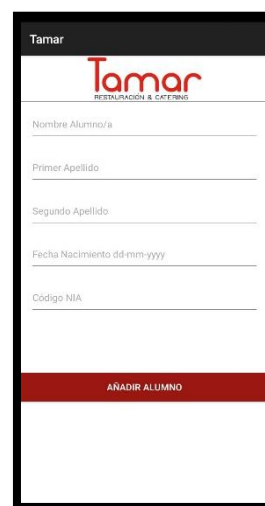 Tamar
Tamar
RESTAURACIÓN & CATERING
Nombre Alumno/a
Primer Apellido
Segundo Apellido
Fecha Nacimiento dd-mm-yyyy
Código NIA
AÑADIR ALUMNO